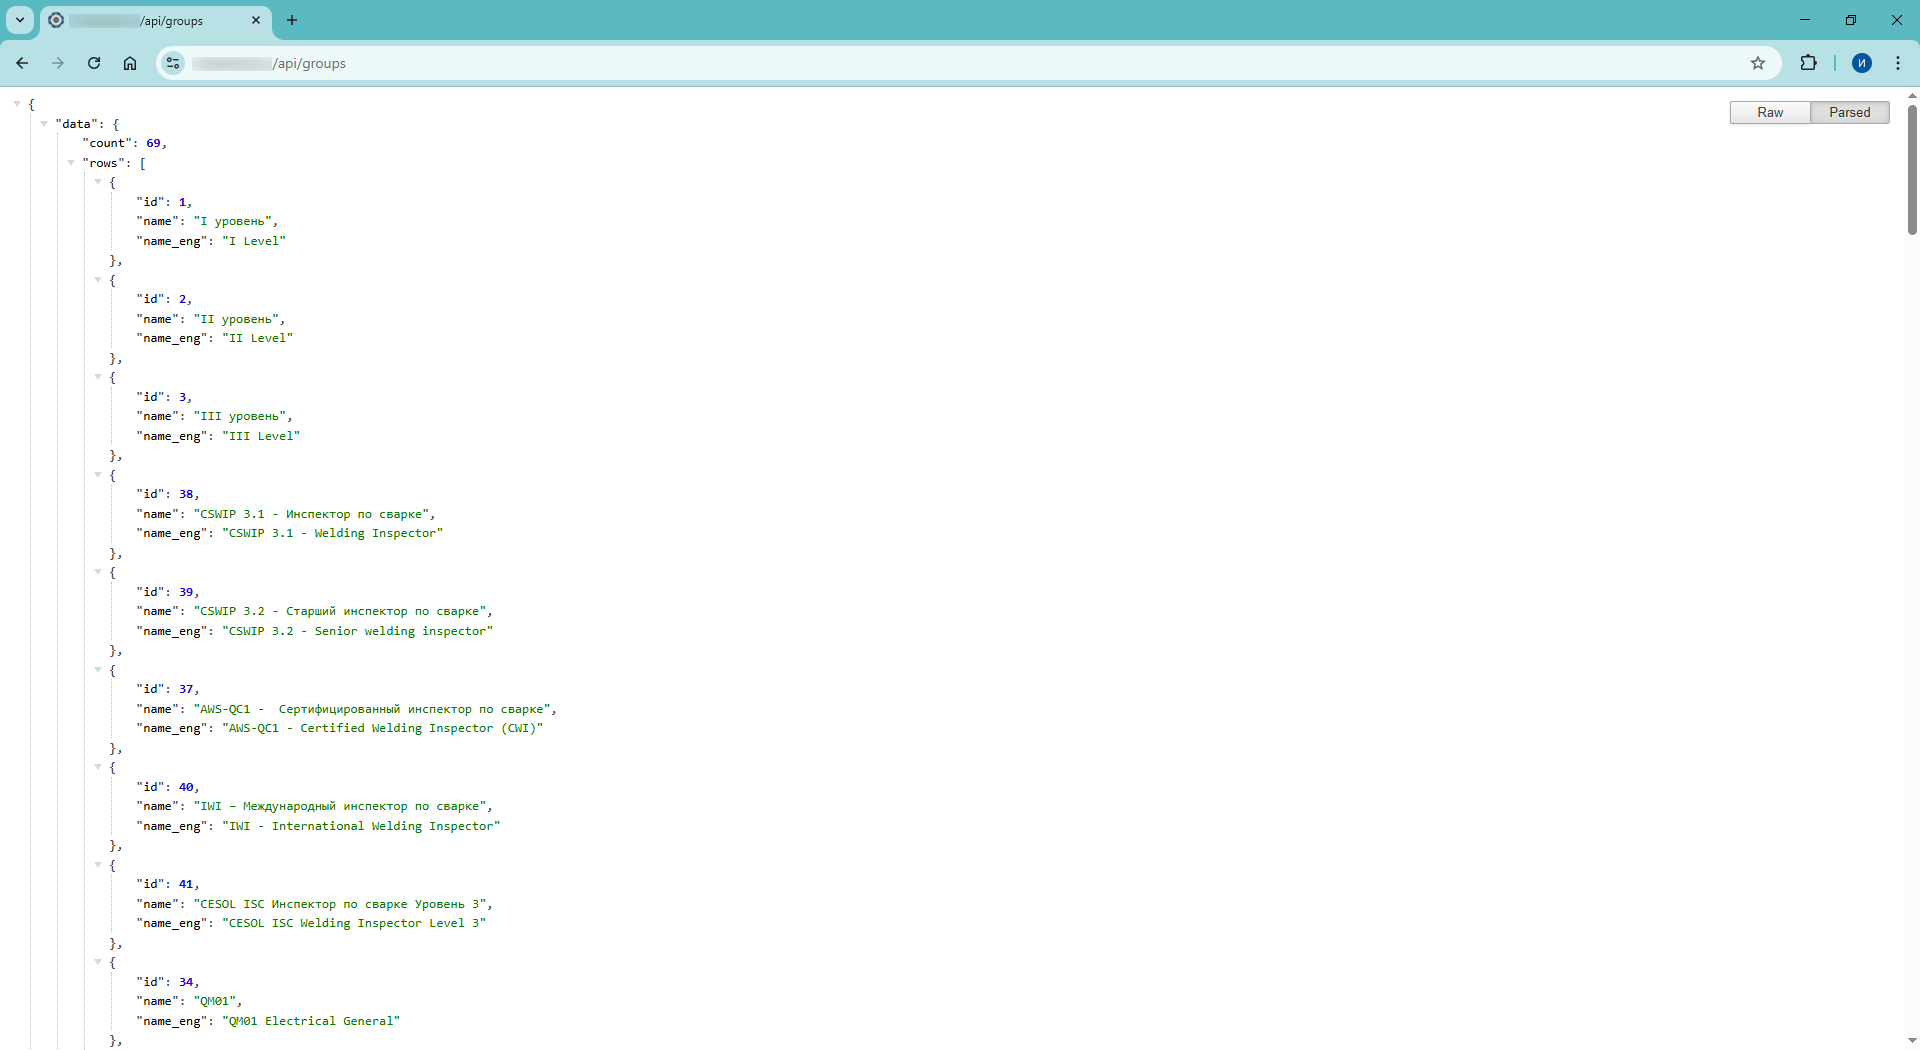 /api/groups
/api/groups
И
Raw
Parsed
{
"data": {
"count": 69,
"rows": [
{
"id": 1,
"name": "I уровень",
"name_eng": "I Level"
},
{
"id": 2,
"name": "II уровень",
"name_eng": "II Level"
},
{
"id": 3,
"name": "III уровень",
"name_eng": "III Level"
},
{
"id": 38,
"name": "CSWIP 3.1 - Инспектор по сварке",
"name_eng": "CSWIP 3.1 - Welding Inspector"
},
{
"id": 39,
"name": "CSWIP 3.2 - Старший инспектор по сварке",
"name_eng": "CSWIP 3.2 - Senior welding inspector"
},
{
"id": 37,
"name": "AWS-QC1 -  Сертифицированный инспектор по сварке",
"name_eng": "AWS-QC1 - Certified Welding Inspector (CWI)"
},
{
"id": 40,
"name": "IWI – Международный инспектор по сварке",
"name_eng": "IWI - International Welding Inspector"
},
{
"id": 41,
"name": "CESOL ISC Инспектор по сварке Уровень 3",
"name_eng": "CESOL ISC Welding Inspector Level 3"
},
{
"id": 34,
"name": "QM01",
"name_eng": "QM01 Electrical General"
},